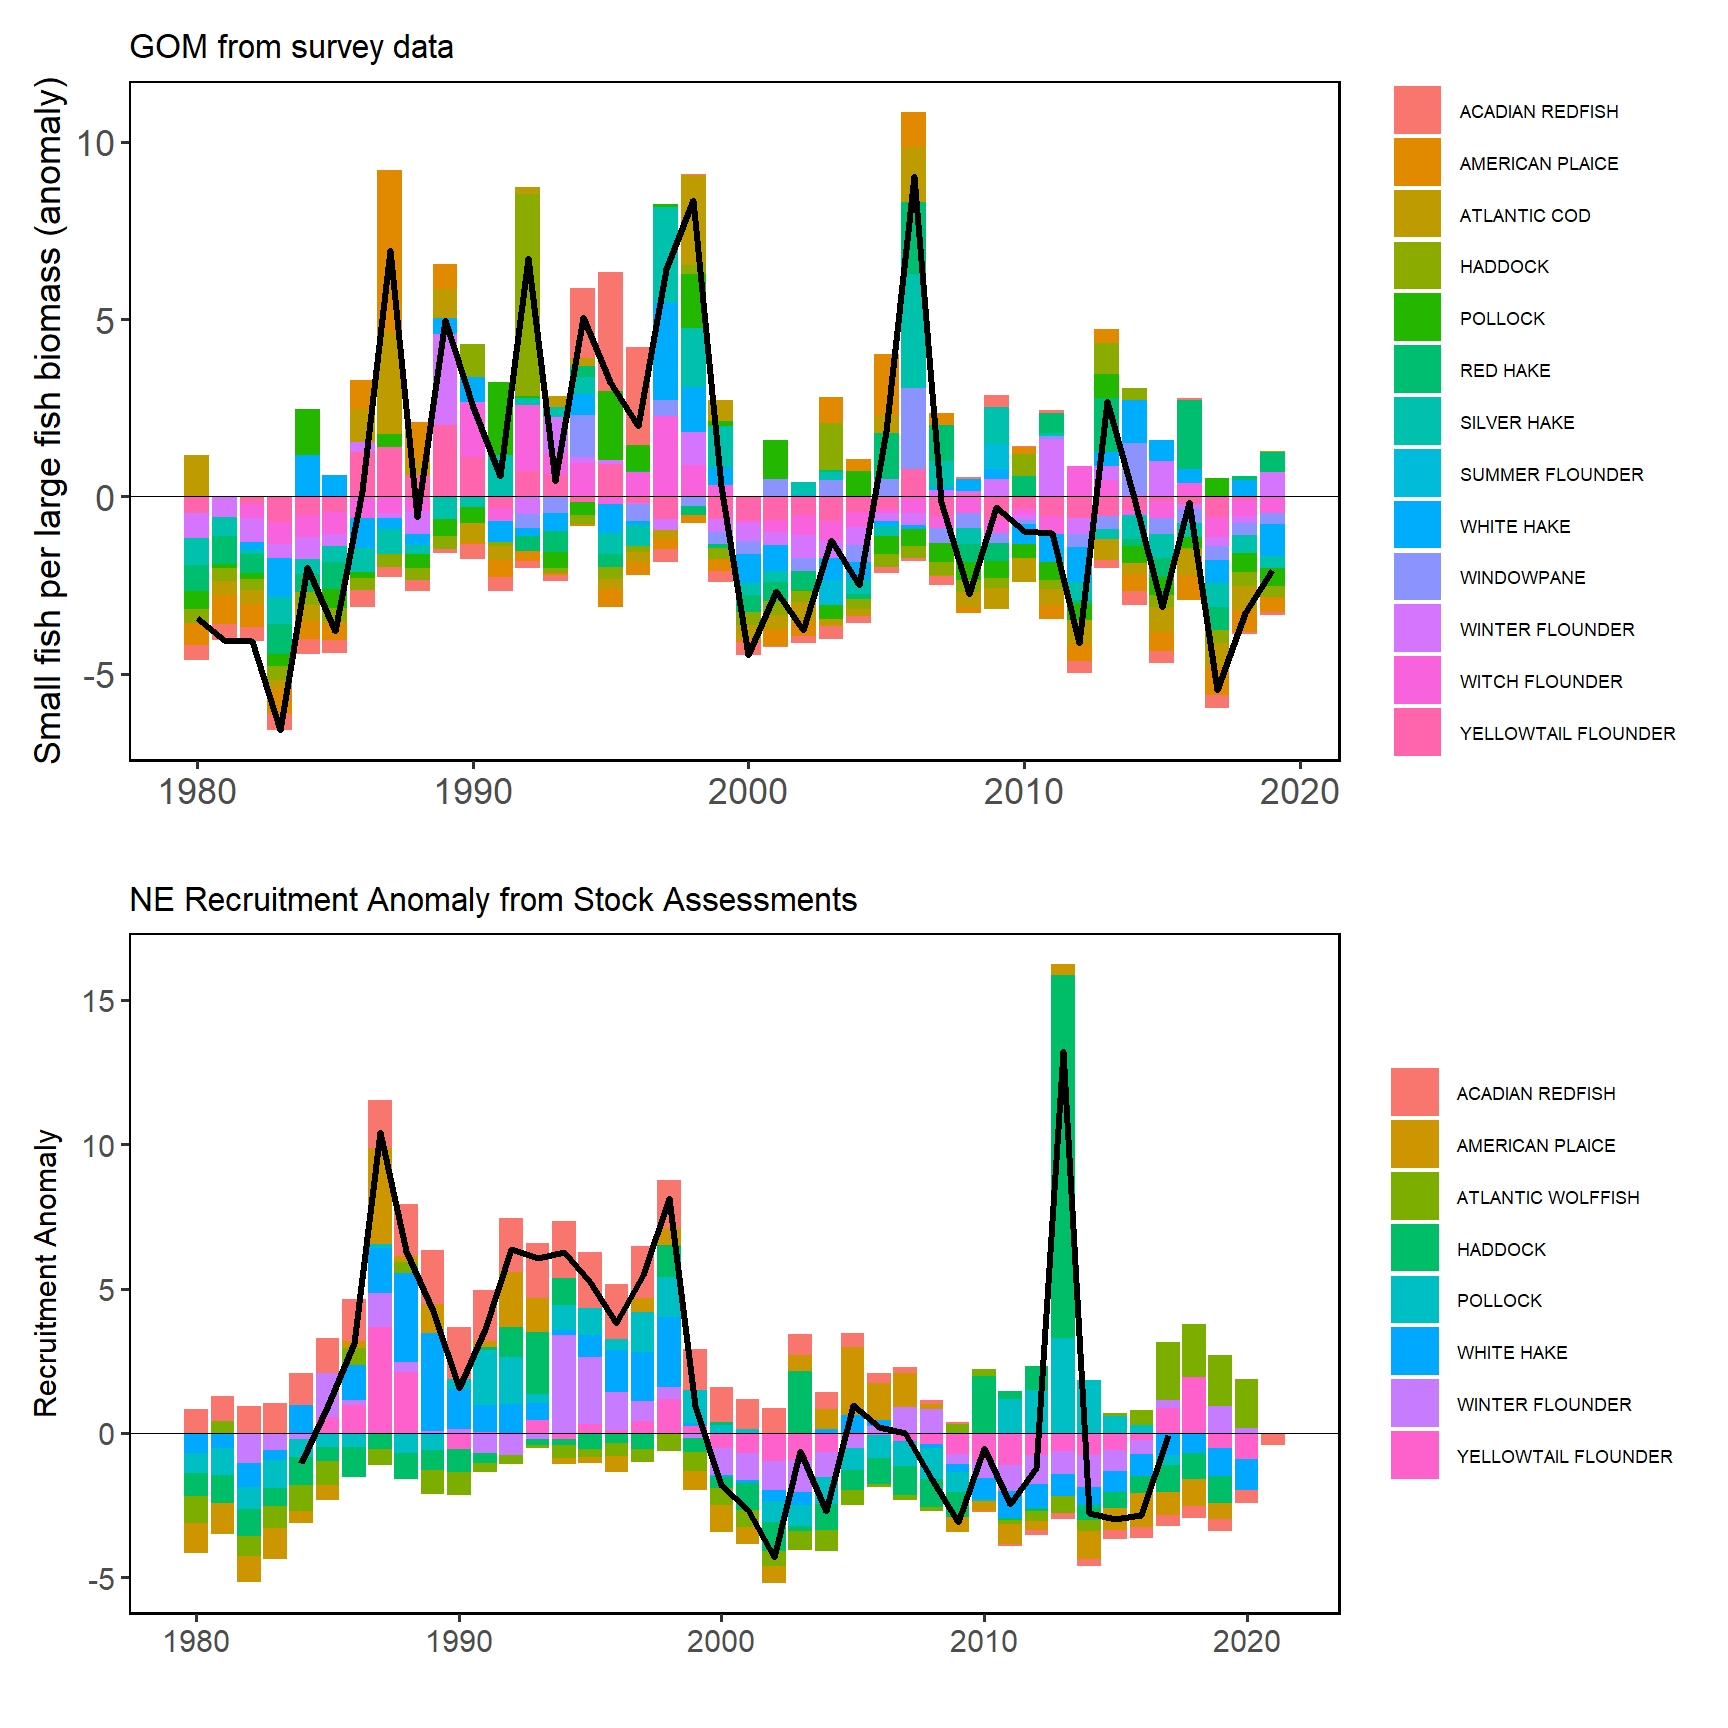 GOM from survey data
Small fish per large fish biomass (anomaly)
10
5
0
-5
1980
1990
2000
2010
2020
ACADIAN REDFISH
AMERICAN PLAICE
ATLANTIC COD
HADDOCK
POLLOCK
RED HAKE
SILVER HAKE
SUMMER FLOUNDER
WHITE HAKE
WINDOWPANE
WINTER FLOUNDER
WITCH FLOUNDER
YELLOWTAIL FLOUNDER
NE Recruitment Anomaly from Stock Assessments
Recruitment Anomaly
15
10
5
0
-5
1980
1990
2000
2010
2020
ACADIAN REDFISH
AMERICAN PLAICE
ATLANTIC WOLFFISH
HADDOCK
POLLOCK
WHITE HAKE
WINTER FLOUNDER
YELLOWTAIL FLOUNDER